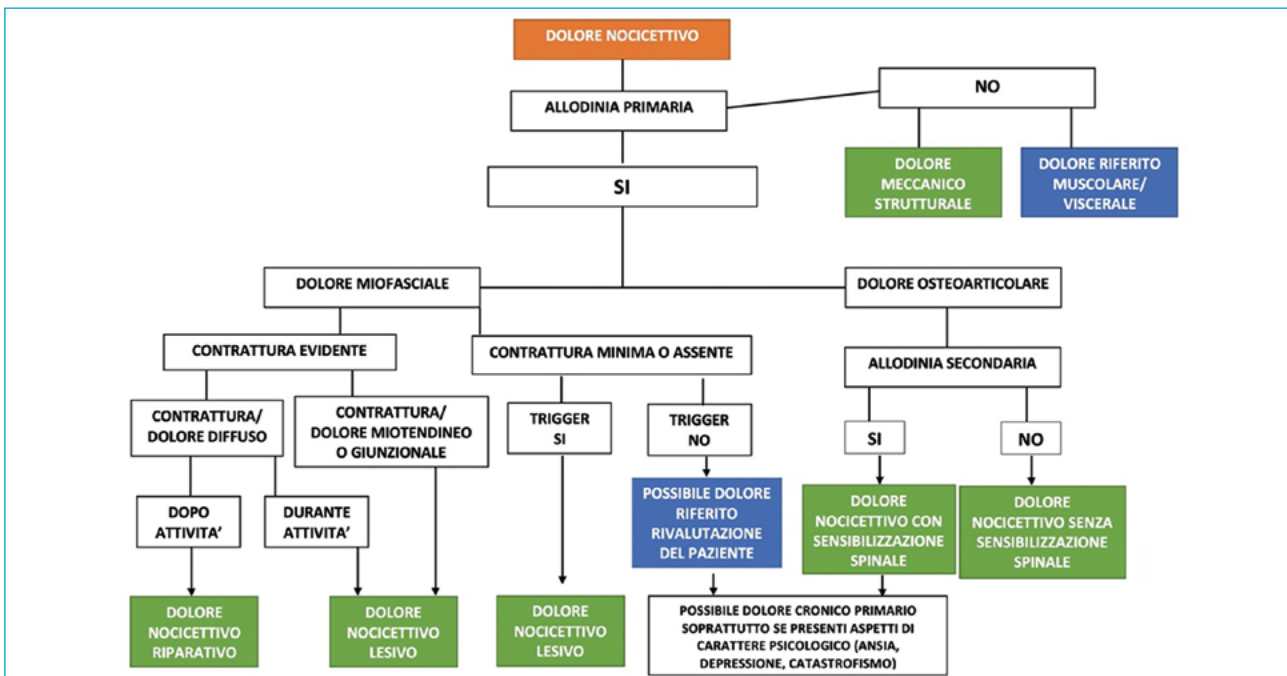 DOLORE NOCICETTIVO
ALLODINIA PRIMARIA
NO
SI
DOLORE
MECCANICO
STRUTTURALE
DOLORE RIFERITO
MUSCOLARE/
VISCERALE
DOLORE MIOFASCIALE
DOLORE OSTEOARTICOLARE
CONTRATTURA EVIDENTE
CONTRATTURA MINIMA O ASSENTE
ALLODINIA SECONDARIA
CONTRATTURA/
DOLORE DIFFUSO
CONTRATTURA/
DOLORE MIOTENDINEO
O GIUNZIONALE
TRIGGER
SI
TRIGGER
NO
SI
NO
DOPO
ATTIVITA’
DURANTE
ATTIVITA’
POSSIBILE DOLORE
RIFERITO
RIVALUTAZIONE
DEL PAZIENTE
DOLORE
NOCICETTIVO CON
SENSIBILIZZAZIONE
SPINALE
DOLORE
NOCICETTIVO SENZA
SENSIBILIZZAZIONE
SPINALE
DOLORE
NOCICETTIVO
RIPARATIVO
DOLORE
NOCICETTIVO
LESIVO
DOLORE
NOCICETTIVO
LESIVO
POSSIBILE DOLORE CRONICO PRIMARIO
SOPRATTUTTO SE PRESENTI ASPETTI DI
CARATTERE PSICOLOGICO (ANSIA,
DEPRESSIONE, CATASTROFISMO)